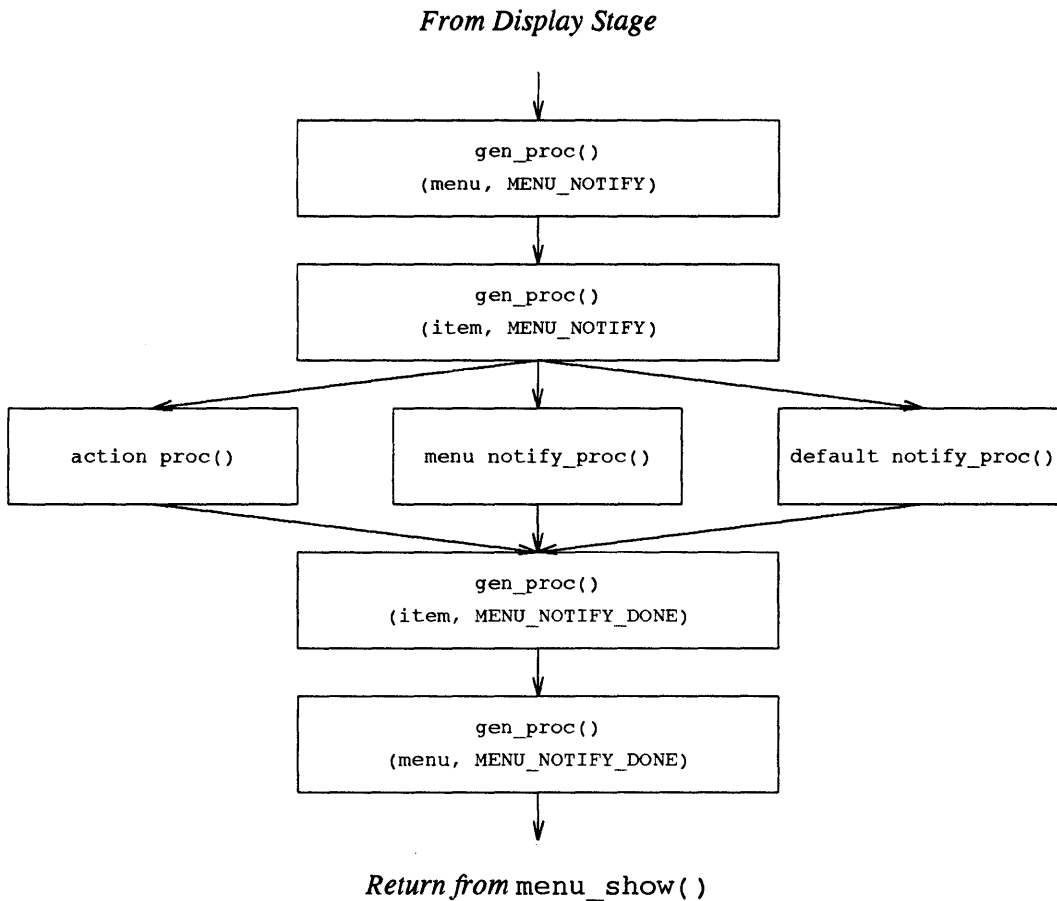 From Display Stage
gen_proc()
(menu, MENU_NOTIFY)
gen_proc()
(item, MENU_NOTIFY)
action proc()
menu notify_proc()
default notify_proc()
gen_proc()
(item, MENU_NOTIFY_DONE)
gen_proc()
(menu, MENU_NOTIFY_DONE)
Return from menu_show()